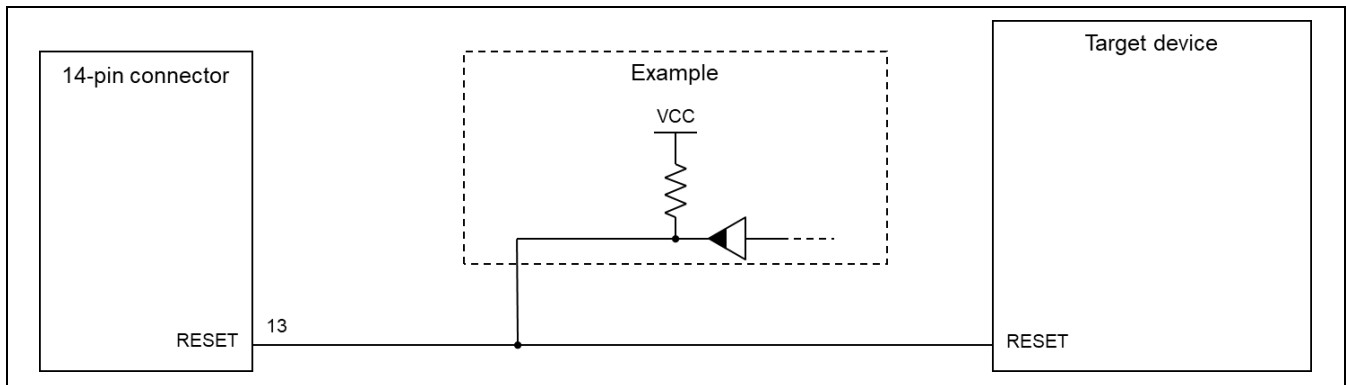 14-pin connector
Example
Target device
VCC
RESET
13
RESET